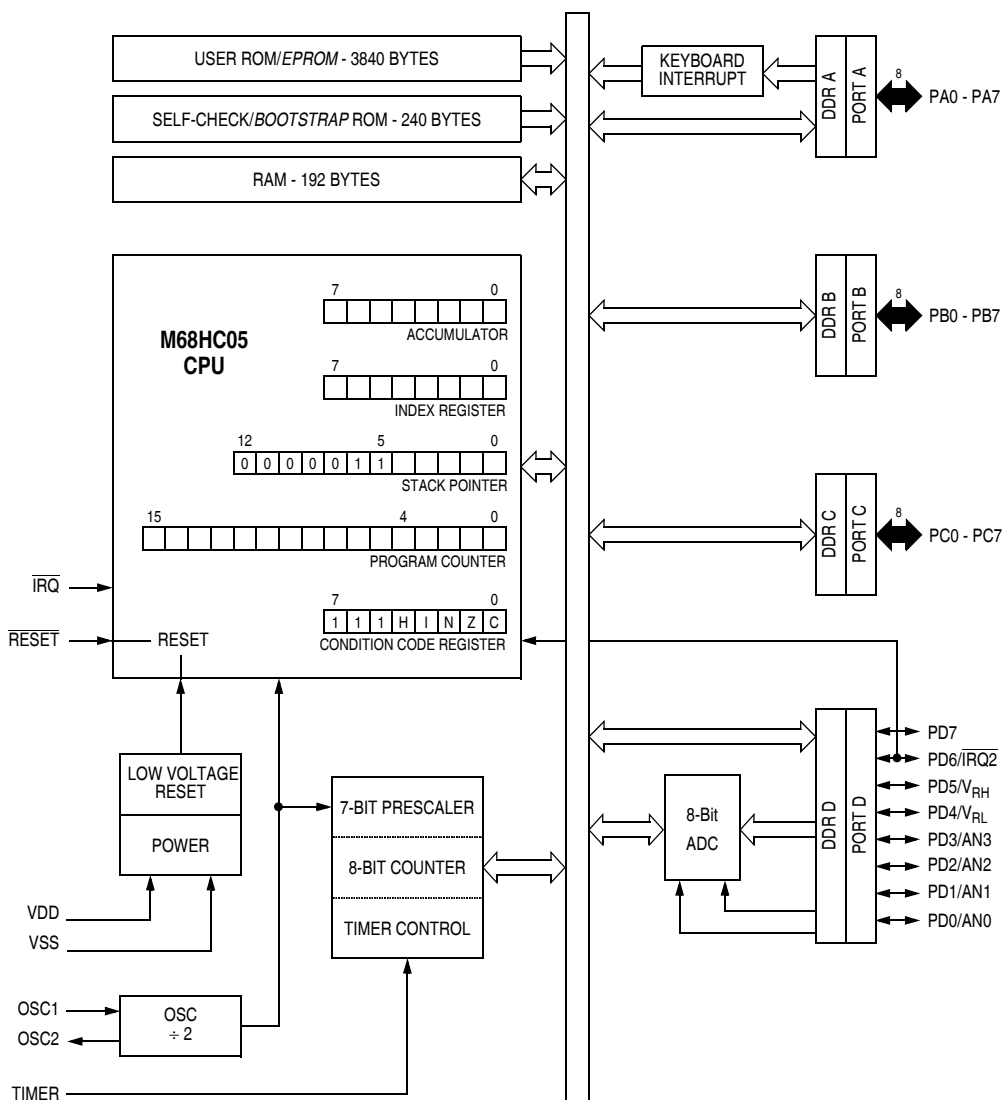 USER ROM/EPROM - 3840 BYTES
SELF-CHECK/BOOTSTRAP ROM - 240 BYTES
RAM - 192 BYTES
KEYBOARD
INTERRUPT
DDR A
PORT A
8
PA0 - PA7
M68HC05
CPU
7 0
ACCUMULATOR
7 0
INDEX REGISTER
12 5 0
0 0 0 0 0 1 1
STACK POINTER
15 4 0
PROGRAM COUNTER
7 0
1 1 1 H I N Z C
CONDITION CODE REGISTER
IRQ
RESET
RESET
DDR B
PORT B
8
PB0 - PB7
DDR C
PORT C
8
PC0 - PC7
LOW VOLTAGE
RESET
POWER
VDD
VSS
7-BIT PRESCALER
8-BIT COUNTER
TIMER CONTROL
OSC1
OSC2
OSC
÷ 2
TIMER
8-Bit
ADC
DDR D
PORT D
PD7
PD6/IRQ2
PD5/VRH
PD4/VRL
PD3/AN3
PD2/AN2
PD1/AN1
PD0/AN0